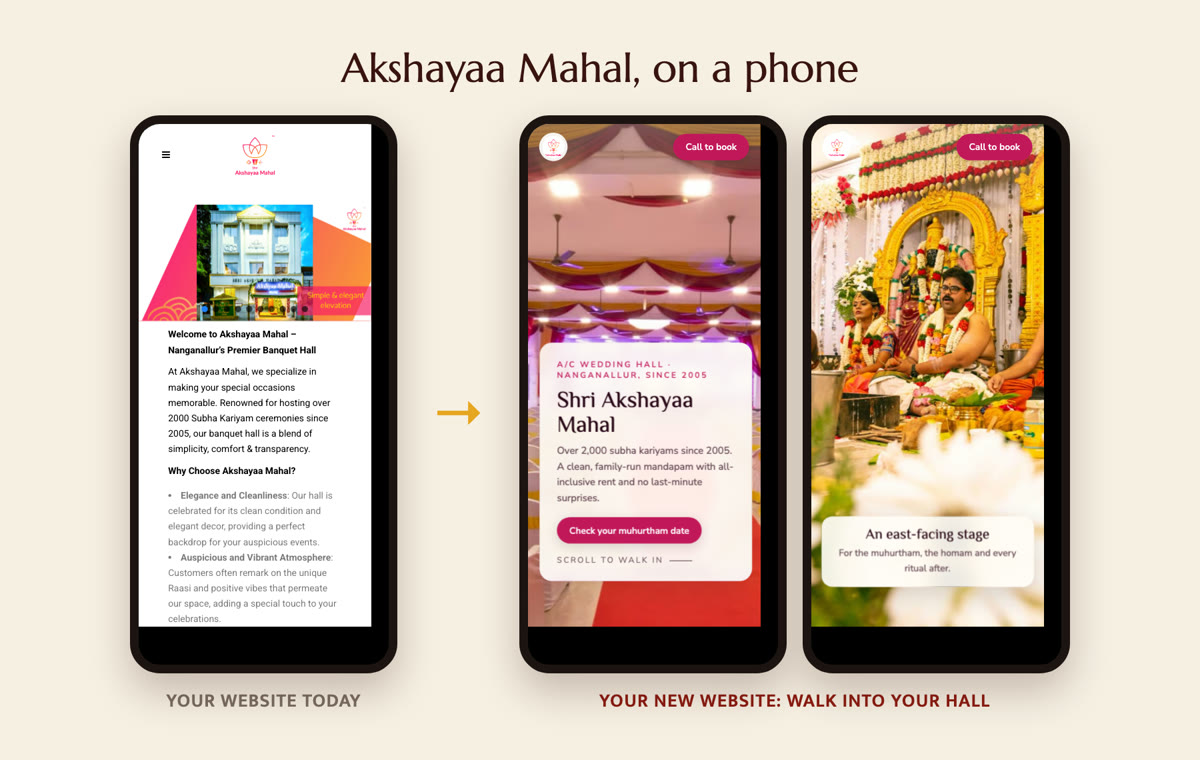 Akshayaa Mahal, on a phone
Akshayaa Mahal
Simple & elegant
elevation
Welcome to Akshayaa Mahal –
Nanganallur's Premier Banquet Hall
At Akshayaa Mahal, we specialize in
making your special occasions
memorable. Renowned for hosting over
2000 Subha Kariyam ceremonies since
2005, our banquet hall is a blend of
simplicity, comfort & transparency.
Why Choose Akshayaa Mahal?
• Elegance and Cleanliness: Our hall is
celebrated for its clean condition and
elegant decor, providing a perfect
backdrop for your auspicious events.
• Auspicious and Vibrant Atmosphere:
Customers often remark on the unique
Raasi and positive vibes that permeate
our space, adding a special touch to your
celebrations.
YOUR WEBSITE TODAY
Call to book
A/C WEDDING HALL ·
NANGANALLUR, SINCE 2005
Shri Akshayaa
Mahal
Over 2,000 subha kariyams since 2005.
A clean, family-run mandapam with all-
inclusive rent and no last-minute
surprises.
Check your muhurtham date
SCROLL TO WALK IN
Call to book
An east-facing stage
For the muhurtham, the homam and every
ritual after.
YOUR NEW WEBSITE: WALK INTO YOUR HALL